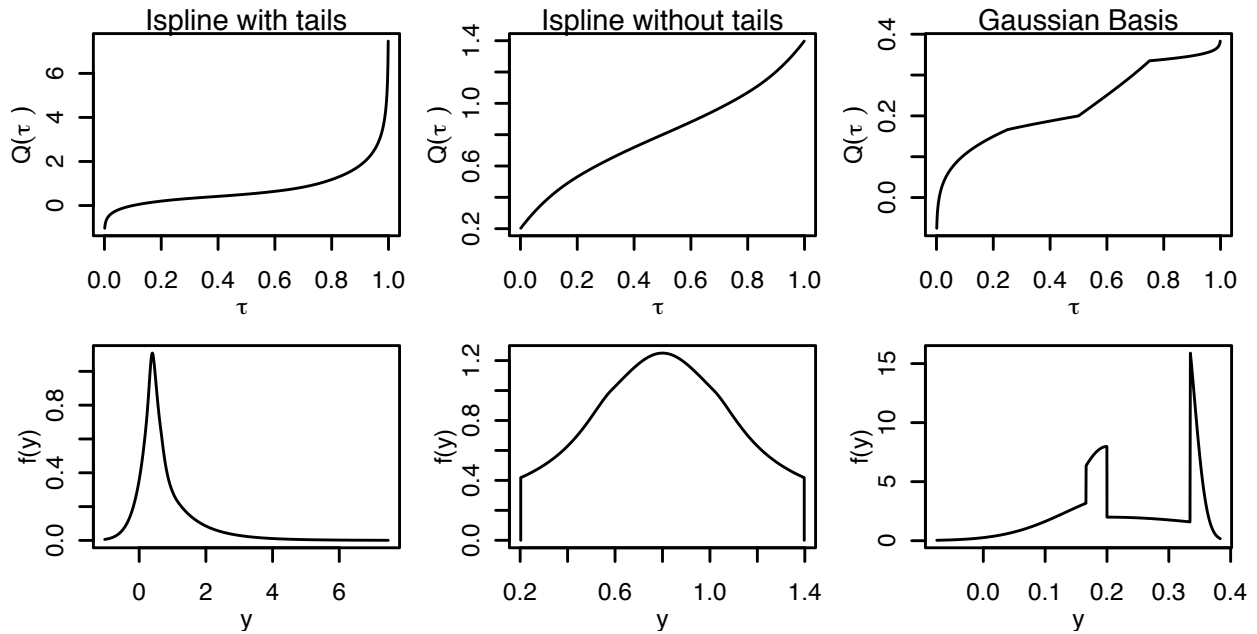 Ispline with tails
Q(τ )
0 2 4 6
0.0 0.2 0.4 0.6 0.8 1.0
τ
Ispline without tails
Q(τ )
0.2 0.6 1.0 1.4
0.0 0.2 0.4 0.6 0.8 1.0
τ
Gaussian Basis
Q(τ )
0.0 0.2 0.4
0.0 0.2 0.4 0.6 0.8 1.0
τ
f(y)
0.0 0.4 0.8
0 2 4 6
y
f(y)
0.0 0.4 0.8 1.2
0.2 0.6 1.0 1.4
y
f(y)
0 5 10 15
0.0 0.1 0.2 0.3 0.4
y